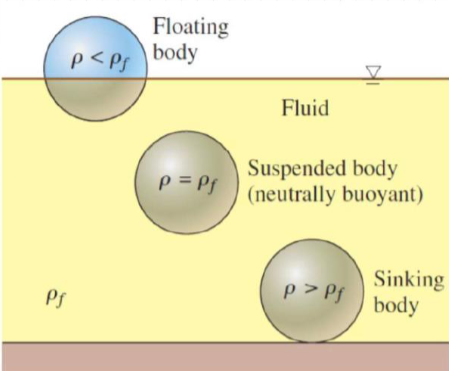 Floating
body
ρ < ρf
Fluid
Suspended body
(neutrally buoyant)
ρ = ρf
Sinking
body
ρ > ρf
ρf